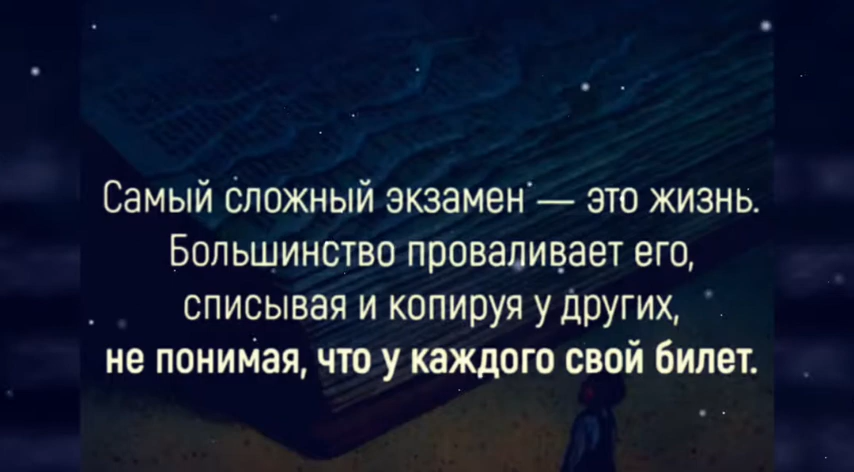 Самый сложный экзамен — это жизнь.
Большинство проваливает его,
списывая и копируя у других,
не понимая, что у каждого свой билет.